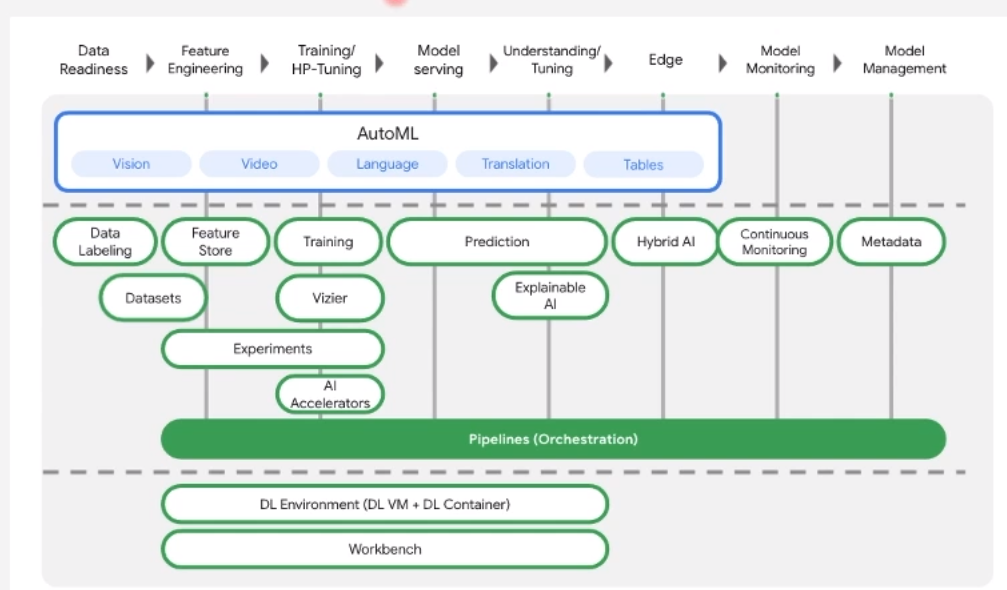 Data
Readiness
Feature
Engineering
Training/
HP-Tuning
Model
serving
Understanding/
Tuning
Edge
Model
Monitoring
Model
Management
AutoML
Vision
Video
Language
Translation
Tables
Data
Labeling
Feature
Store
Training
Prediction
Hybrid AI
Continuous
Monitoring
Metadata
Datasets
Vizier
Explainable
AI
Experiments
AI
Accelerators
Pipelines (Orchestration)
DL Environment (DL VM + DL Container)
Workbench